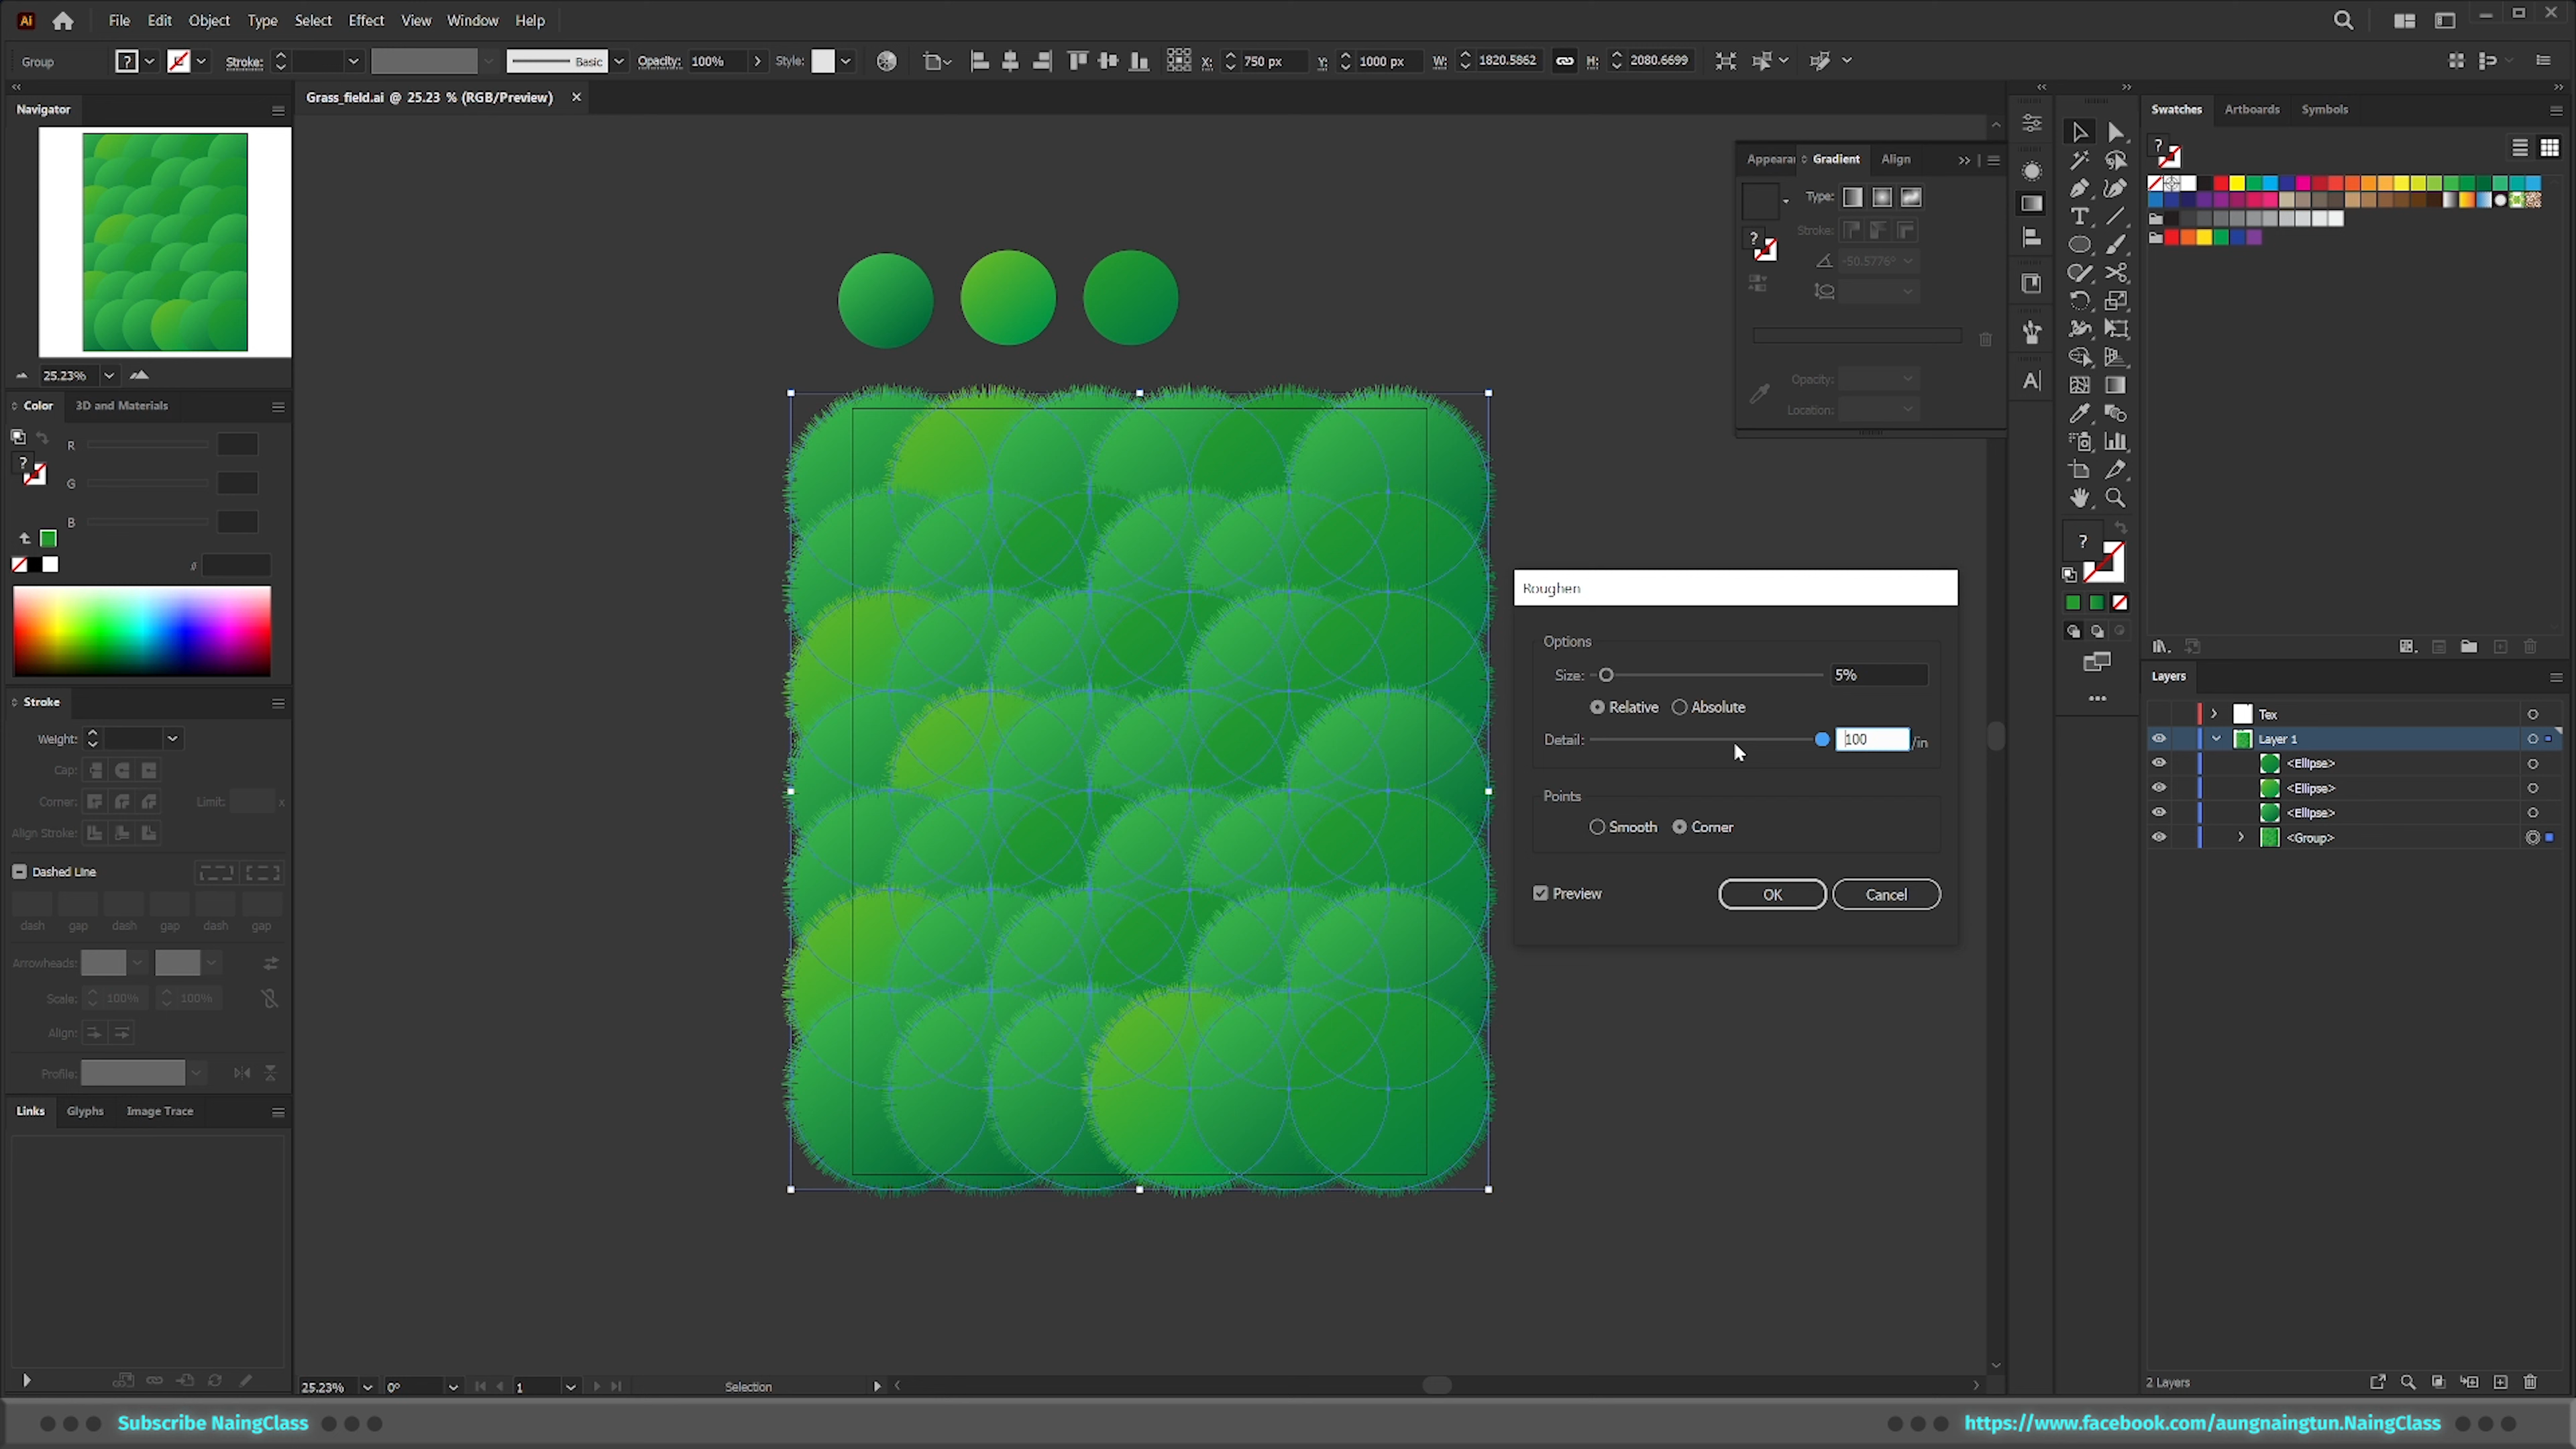 Ai File Edit Object Type Select Effect View Window Help
Group ? Stroke: Basic Opacity: 100% Style: X: 750 px Y: 1000 px W: 1820.5862 H: 2080.6699
Navigator
Grass_field.ai @ 25.23 % (RGB/Preview)
25.23%
Color 3D and Materials
R
G
B
?
#
Stroke
Weight:
Cap:
Corner: Limit: x
Align Stroke:
Dashed Line
dash gap dash gap dash gap
Arrowheads:
Scale: 100% 100%
Align:
Profile:
Links Glyphs Image Trace
Appearan Gradient Align
Type:
Stroke:
?
-50.5776°
Opacity:
Location:
Roughen
Options
Size: 5%
Relative Absolute
Detail: 100 /in
Points
Smooth Corner
Preview OK Cancel
?
Swatches Artboards Symbols
?
Layers
Tex
Layer 1
<Ellipse>
<Ellipse>
<Ellipse>
<Group>
2 Layers
25.23% 0° 1 Selection
Subscribe NaingClass
https://www.facebook.com/aungnaingtun.NaingClass